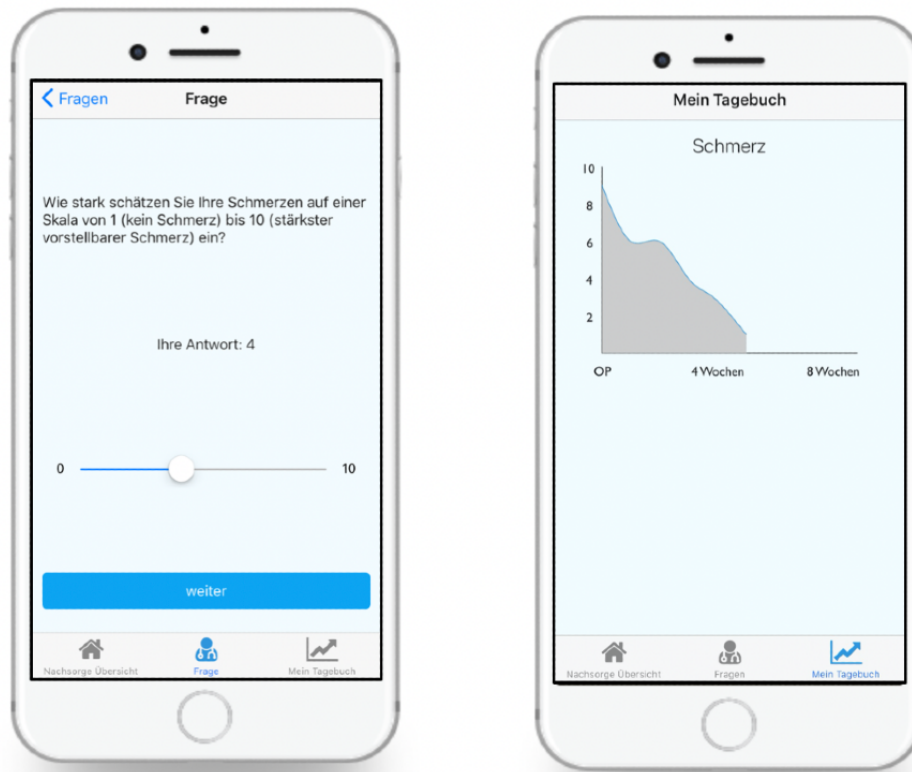 Fragen
Frage
Wie stark schätzen Sie Ihre Schmerzen auf einer
Skala von 1 (kein Schmerz) bis 10 (stärkster
vorstellbarer Schmerz) ein?
Ihre Antwort: 4
0
10
weiter
Nachsorge Übersicht
Frage
Mein Tagebuch
Mein Tagebuch
Schmerz
10
8
6
4
2
OP
4 Wochen
8 Wochen
Nachsorge Übersicht
Fragen
Mein Tagebuch